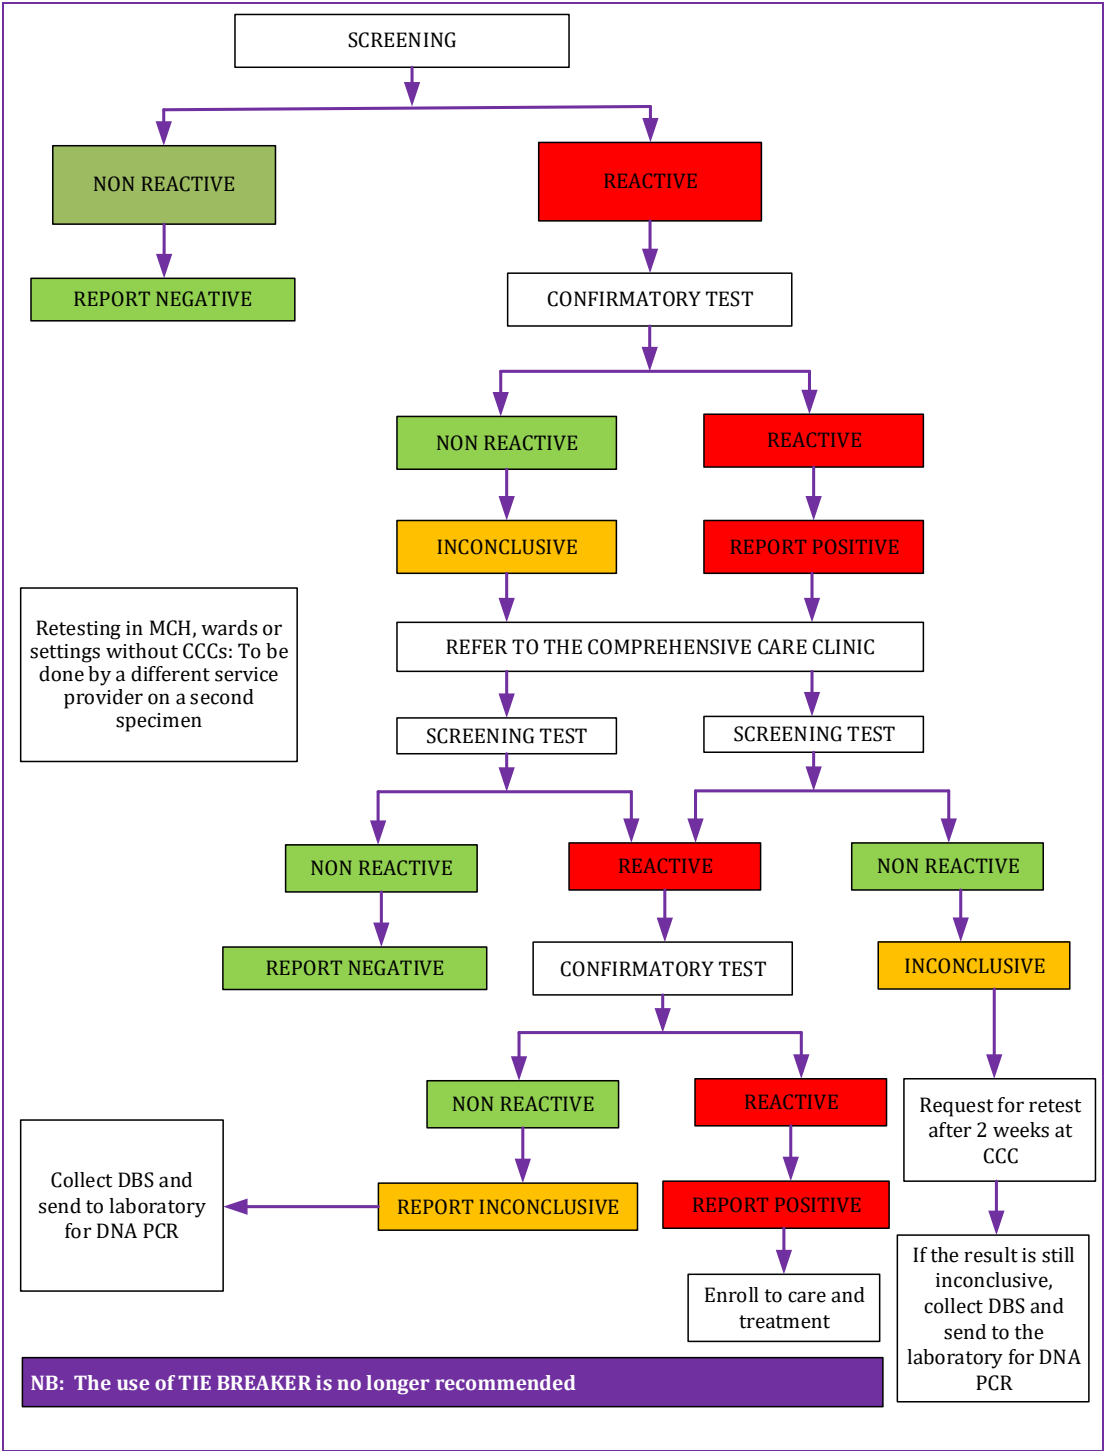 SCREENING
NON REACTIVE
REACTIVE
REPORT NEGATIVE
CONFIRMATORY TEST
NON REACTIVE
REACTIVE
INCONCLUSIVE
REPORT POSITIVE
Retesting in MCH, wards or
settings without CCCs: To be
done by a different service
provider on a second
specimen
REFER TO THE COMPREHENSIVE CARE CLINIC
SCREENING TEST
SCREENING TEST
NON REACTIVE
REACTIVE
NON REACTIVE
REPORT NEGATIVE
CONFIRMATORY TEST
INCONCLUSIVE
NON REACTIVE
REACTIVE
Request for retest
after 2 weeks at
CCC
Collect DBS and
send to laboratory
for DNA PCR
REPORT INCONCLUSIVE
REPORT POSITIVE
Enroll to care and
treatment
If the result is still
inconclusive,
collect DBS and
send to the
laboratory for DNA
PCR
NB: The use of TIE BREAKER is no longer recommended